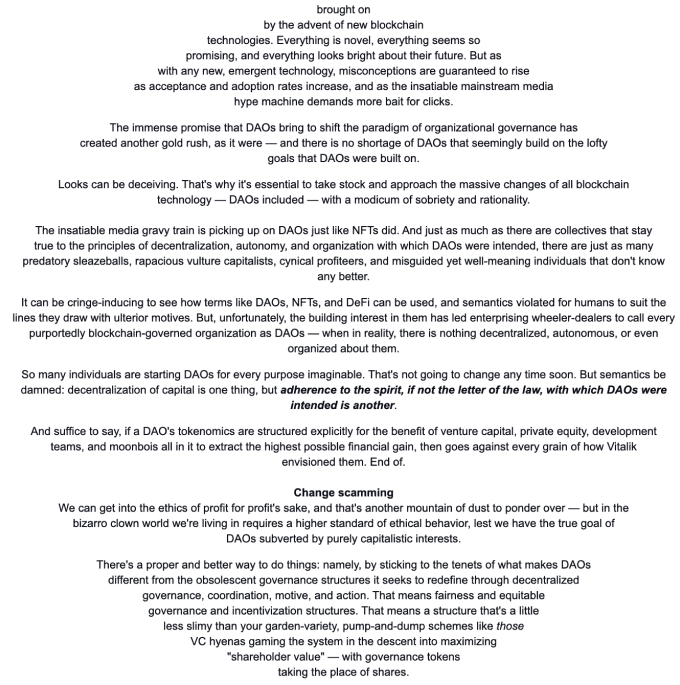 brought on
by the advent of new blockchain
technologies. Everything is novel, everything seems so
promising, and everything looks bright about their future. But as
with any new, emergent technology, misconceptions are guaranteed to rise
as acceptance and adoption rates increase, and as the insatiable mainstream media
hype machine demands more bait for clicks.
The immense promise that DAOs bring to shift the paradigm of organizational governance has
created another gold rush, as it were — and there is no shortage of DAOs that seemingly build on the lofty
goals that DAOs were built on.
Looks can be deceiving. That's why it's essential to take stock and approach the massive changes of all blockchain
technology — DAOs included — with a modicum of sobriety and rationality.
The insatiable media gravy train is picking up on DAOs just like NFTs did. And just as much as there are collectives that stay
true to the principles of decentralization, autonomy, and organization with which DAOs were intended, there are just as many
predatory sleazeballs, rapacious vulture capitalists, cynical profiteers, and misguided yet well-meaning individuals that don't know
any better.
It can be cringe-inducing to see how terms like DAOs, NFTs, and DeFi can be used, and semantics violated for humans to suit the
lines they draw with ulterior motives. But, unfortunately, the building interest in them has led enterprising wheeler-dealers to call every
purportedly blockchain-governed organization as DAOs — when in reality, there is nothing decentralized, autonomous, or even
organized about them.
So many individuals are starting DAOs for every purpose imaginable. That's not going to change any time soon. But semantics be
damned: decentralization of capital is one thing, but adherence to the spirit, if not the letter of the law, with which DAOs were
intended is another.
And suffice to say, if a DAO's tokenomics are structured explicitly for the benefit of venture capital, private equity, development
teams, and moonbois all in it to extract the highest possible financial gain, then goes against every grain of how Vitalik
envisioned them. End of.
Change scamming
We can get into the ethics of profit for profit's sake, and that's another mountain of dust to ponder over — but in the
bizarro clown world we're living in requires a higher standard of ethical behavior, lest we have the true goal of
DAOs subverted by purely capitalistic interests.
There's a proper and better way to do things: namely, by sticking to the tenets of what makes DAOs
different from the obsolescent governance structures it seeks to redefine through decentralized
governance, coordination, motive, and action. That means fairness and equitable
governance and incentivization structures. That means a structure that's a little
less slimy than your garden-variety, pump-and-dump schemes like those
VC hyenas gaming the system in the descent into maximizing
"shareholder value" — with governance tokens
taking the place of shares.